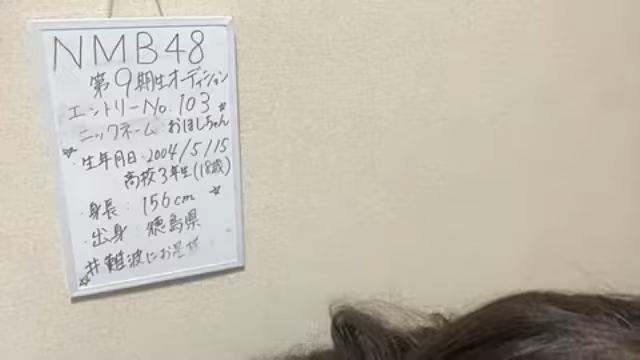 NMB48
第9期生オーディション
エントリーNo.103
ニックネーム:おほしちゃん
・生年月日・2004/5/15
高校3年生(18歳)
・身長:156cm
・出身:徳島県
#難波にお星様